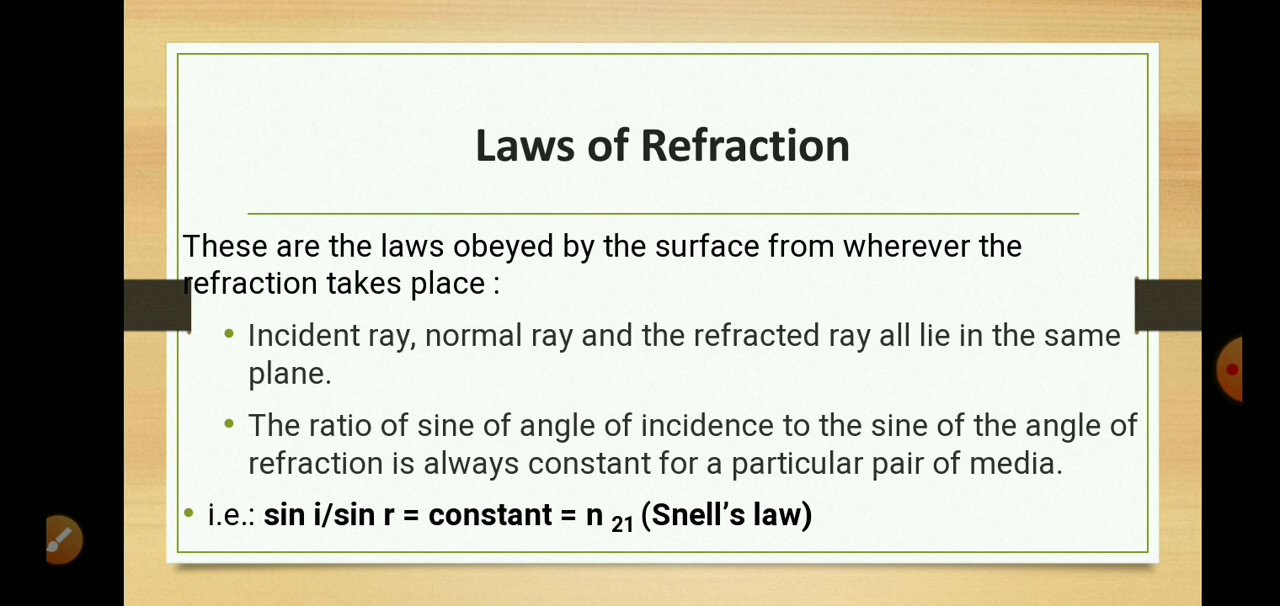 Laws of Refraction
These are the laws obeyed by the surface from wherever the
refraction takes place :
• Incident ray, normal ray and the refracted ray all lie in the same
plane.
• The ratio of sine of angle of incidence to the sine of the angle of
refraction is always constant for a particular pair of media.
• i.e.: sin i/sin r = constant = n 21 (Snell’s law)